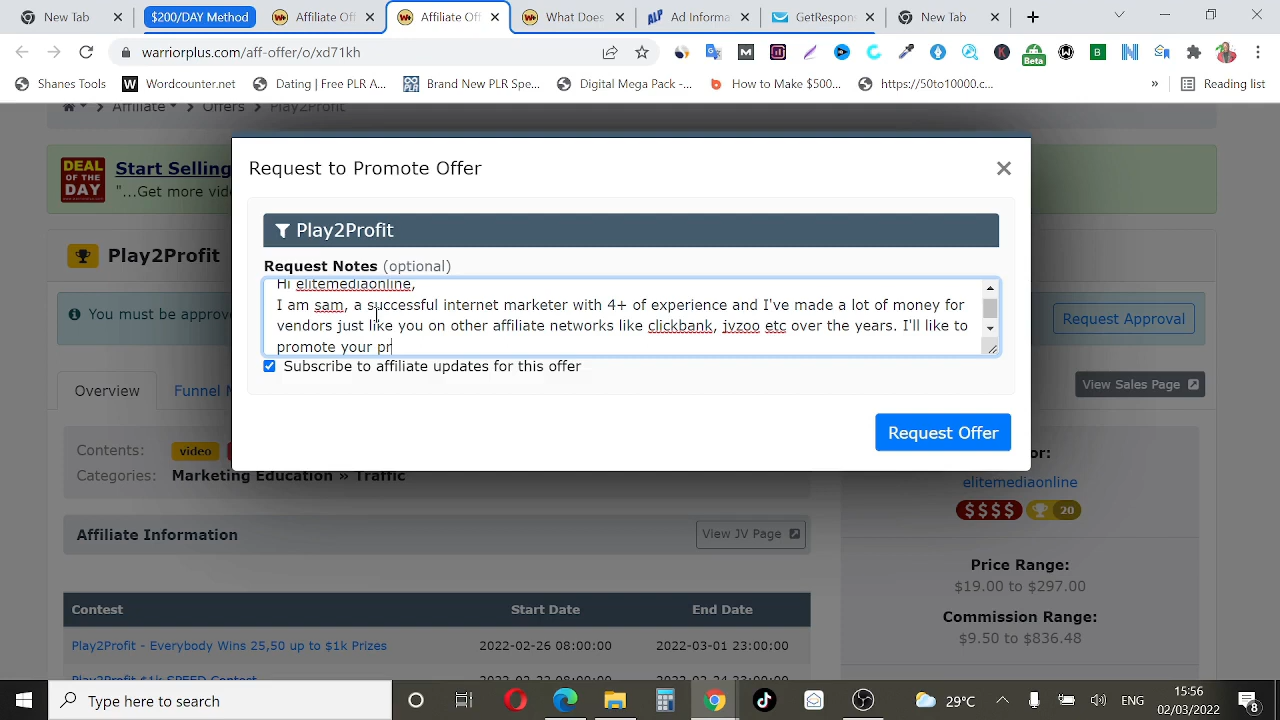 New Tab
$200/DAY Method
Affiliate Off
Affiliate Off
What Does
Ad Informa
GetRespon
New Tab
warriorplus.com/aff-offer/o/xd71kh
Beta
Shanes Tools
Wordcounter.net
Dating | Free PLR A...
Brand New PLR Spe...
Digital Mega Pack -...
How to Make $500...
https://50to10000.c...
»
Reading list
Affiliate
Offers
Play2Profit
DEAL OF THE DAY
Start Selling
"...Get more vide
Request to Promote Offer
Play2Profit
Play2Profit
Request Notes (optional)
Hi elitemediaonline,
I am sam, a successful internet marketer with 4+ of experience and I've made a lot of money for
vendors just like you on other affiliate networks like clickbank, jvzoo etc over the years. I'll like to
promote your pr
Subscribe to affiliate updates for this offer
Request Offer
You must be approv
Request Approval
Overview
Funnel
View Sales Page
Contents: video
Categories: Marketing Education » Traffic
or:
elitemediaonline
$$$$ 20
Affiliate Information
View JV Page
Price Range:
$19.00 to $297.00
Commission Range:
$9.50 to $836.48
Contest Start Date End Date
Play2Profit - Everybody Wins 25,50 up to $1k Prizes 2022-02-26 08:00:00 2022-03-01 23:00:00
Type here to search
29°C
ENG
15:56
02/03/2022
8